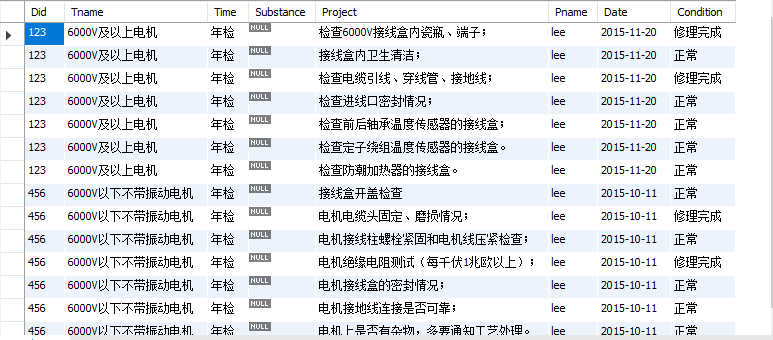 Did Tname Time Substance Project Pname Date Condition
123 6000V及以上电机 年检 NULL 检查6000V接线盒内瓷瓶、端子； lee 2015-11-20 修理完成
123 6000V及以上电机 年检 NULL 接线盒内卫生清洁； lee 2015-11-20 正常
123 6000V及以上电机 年检 NULL 检查电缆引线、穿线管、接地线； lee 2015-11-20 修理完成
123 6000V及以上电机 年检 NULL 检查进线口密封情况； lee 2015-11-20 正常
123 6000V及以上电机 年检 NULL 检查前后轴承温度传感器的接线盒； lee 2015-11-20 正常
123 6000V及以上电机 年检 NULL 检查定子绕组温度传感器的接线盒。 lee 2015-11-20 正常
123 6000V及以上电机 年检 NULL 检查防潮加热器的接线盒。 lee 2015-11-20 正常
456 6000V以下不带振动电机 年检 NULL 接线盒开盖检查 lee 2015-10-11 正常
456 6000V以下不带振动电机 年检 NULL 电机电缆头固定、磨损情况； lee 2015-10-11 修理完成
456 6000V以下不带振动电机 年检 NULL 电机接线柱螺栓紧固和电机线压紧检查； lee 2015-10-11 正常
456 6000V以下不带振动电机 年检 NULL 电机绝缘电阻测试（每千伏1兆欧以上）； lee 2015-10-11 修理完成
456 6000V以下不带振动电机 年检 NULL 电机接线盒的密封情况； lee 2015-10-11 正常
456 6000V以下不带振动电机 年检 NULL 电机接地线连接是否可靠； lee 2015-10-11 正常
456 6000V以下不带振动电机 年检 NULL 电机上是否有杂物，多要通知工艺处理。 lee 2015-10-11 正常